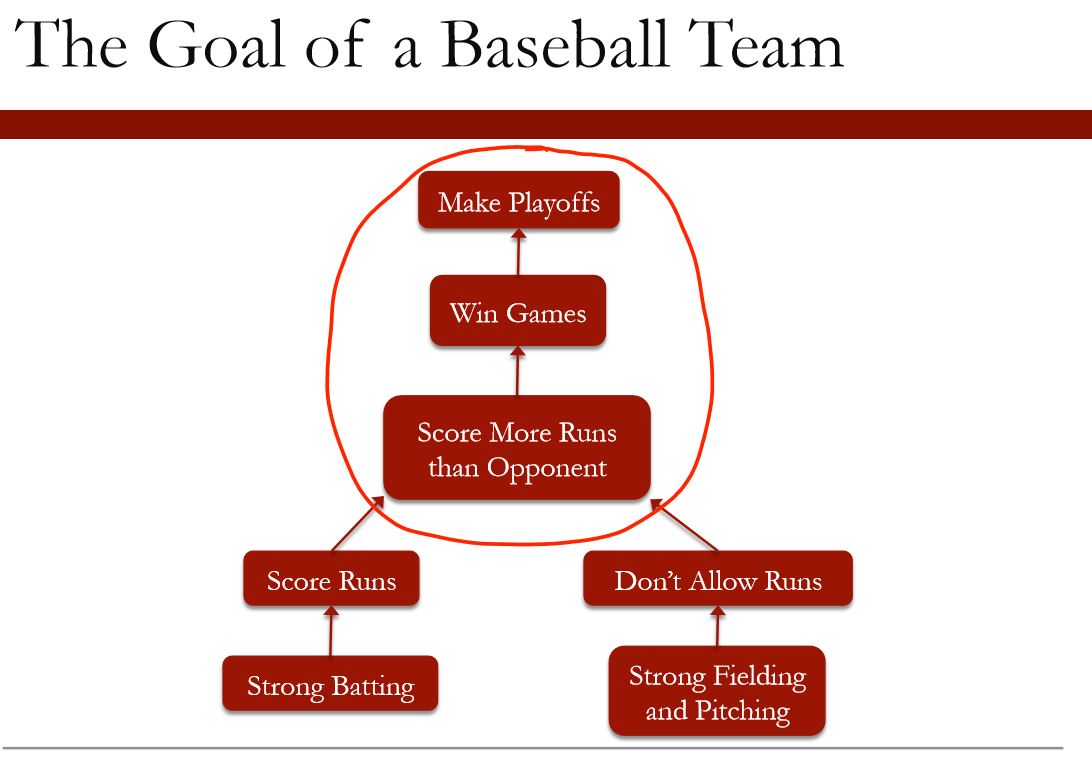 The Goal of a Baseball Team
Make Playoffs
Win Games
Score More Runs
than Opponent
Score Runs
Don’t Allow Runs
Strong Batting
Strong Fielding
and Pitching